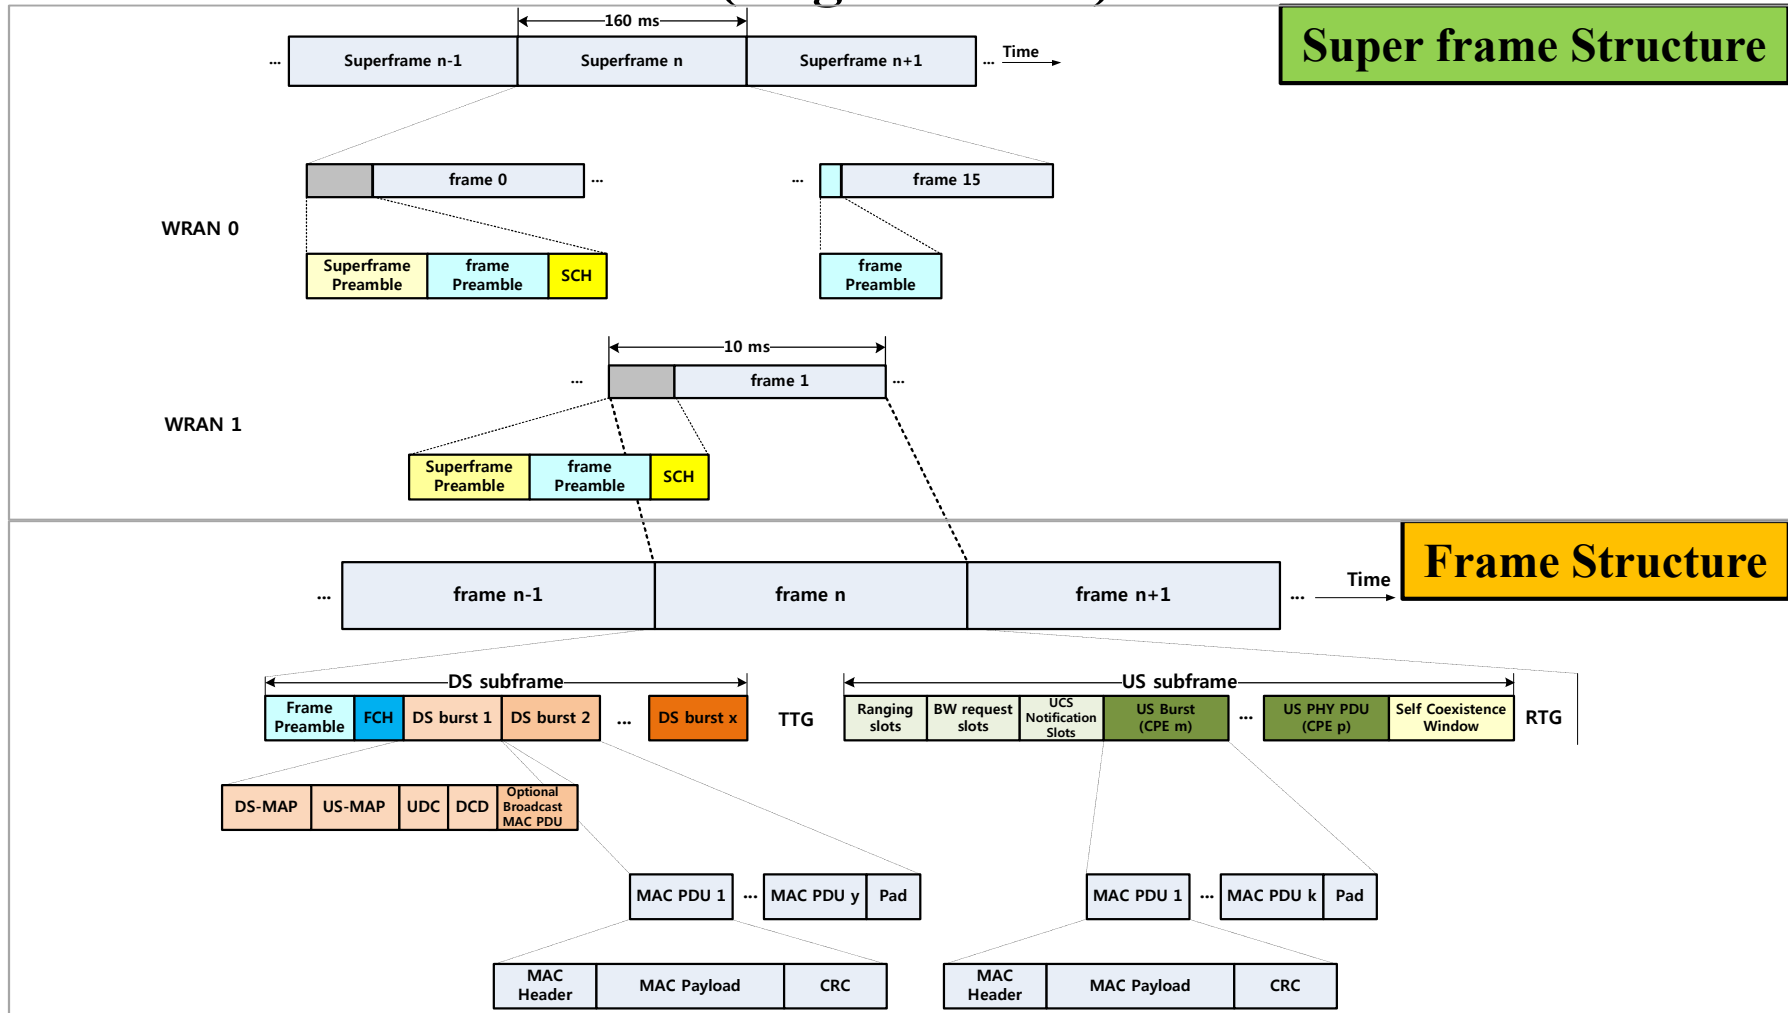 160 ms
Super frame Structure
... Superframe n-1 Superframe n Superframe n+1 ... Time
frame 0 ... ... frame 15
WRAN 0
Superframe
Preamble
frame
Preamble
SCH
frame
Preamble
10 ms
... frame 1 ...
WRAN 1
Superframe
Preamble
frame
Preamble
SCH
Frame Structure
... frame n-1 frame n frame n+1 ... Time
DS subframe
US subframe
Frame
Preamble
FCH
DS burst 1
DS burst 2
...
DS burst x
TTG
Ranging
slots
BW request
slots
UCS
Notification
Slots
US Burst
(CPE m)
...
US PHY PDU
(CPE p)
Self Coexistence
Window
RTG
DS-MAP
US-MAP
UDC
DCD
Optional
Broadcast
MAC PDU
MAC PDU 1 ... MAC PDU y Pad
MAC PDU 1 ... MAC PDU k Pad
MAC
Header
MAC Payload
CRC
MAC
Header
MAC Payload
CRC